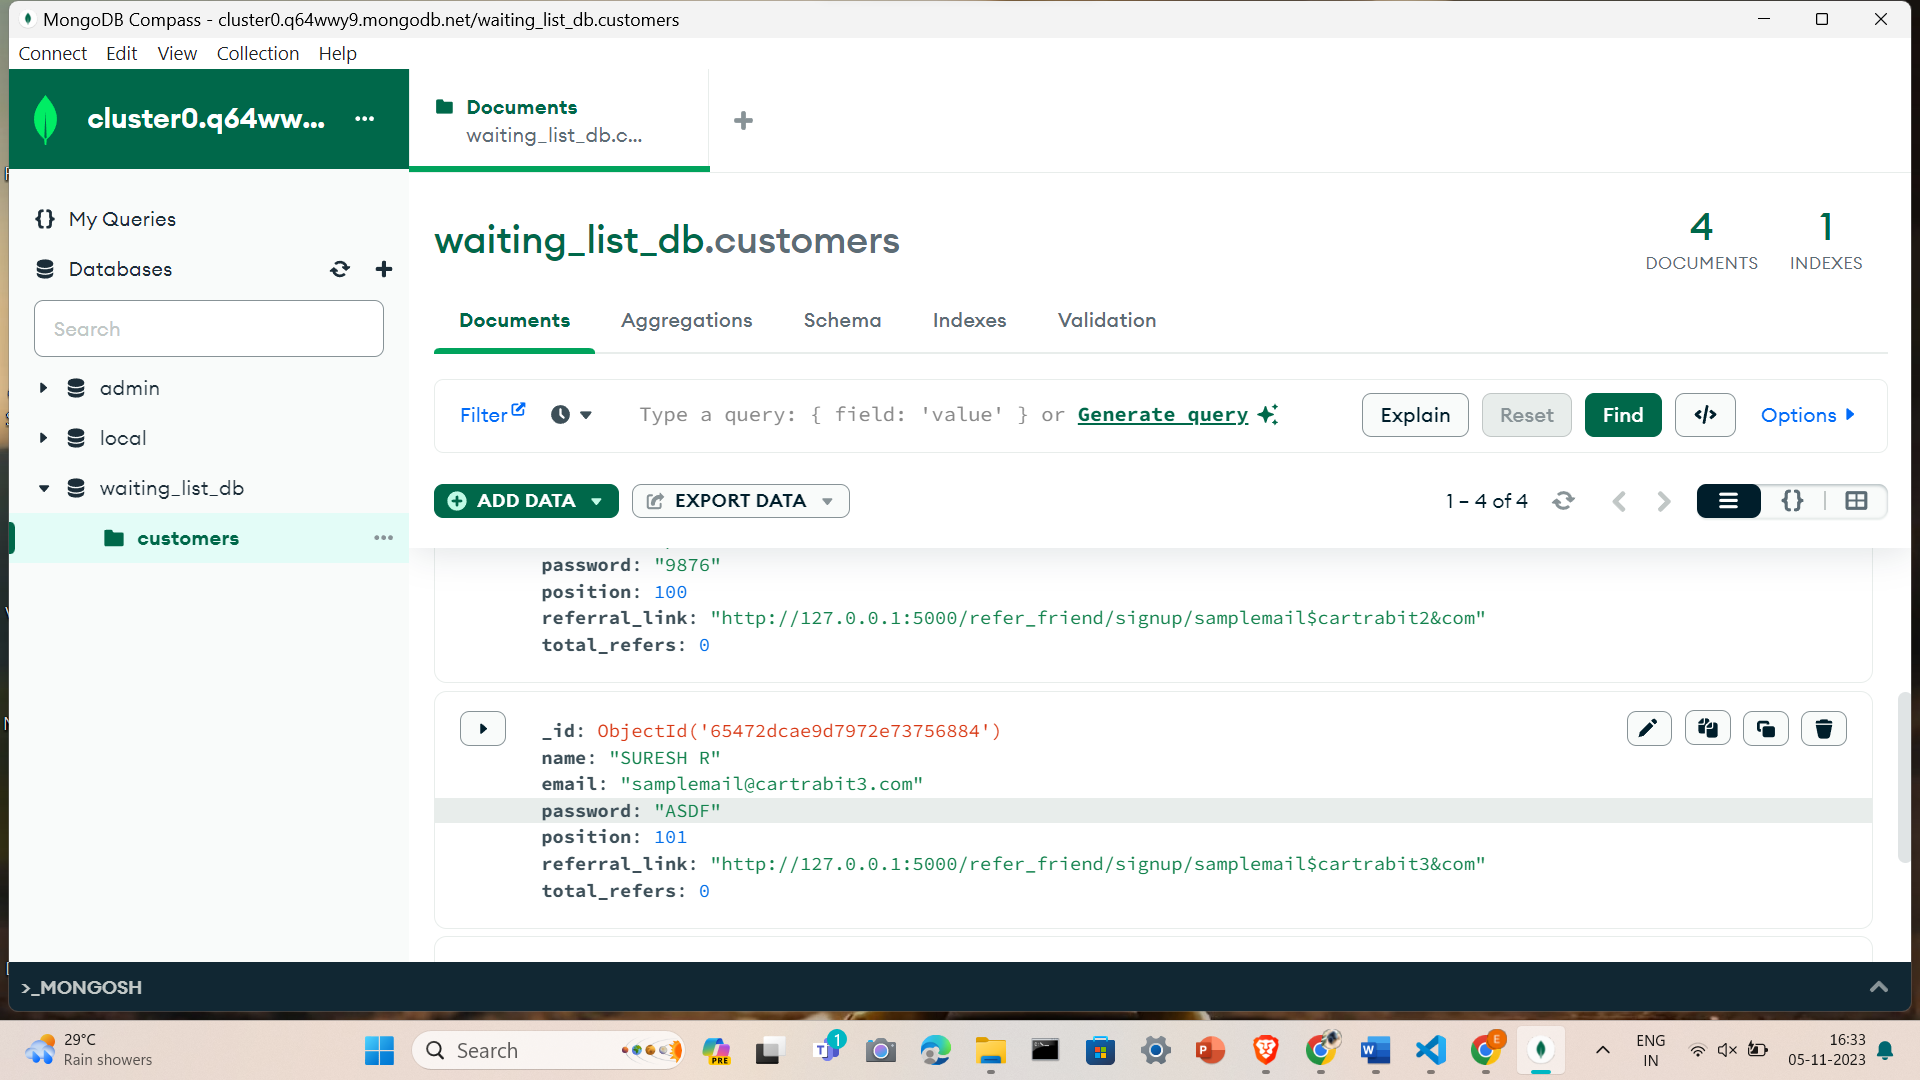 MongoDB Compass - cluster0.q64wwy9.mongodb.net/waiting_list_db.customers
Connect Edit View Collection Help
cluster0.q64ww... ...
Documents
waiting_list_db.c...
My Queries
Databases
Search
admin
local
waiting_list_db
customers
waiting_list_db.customers
4
DOCUMENTS
1
INDEXES
Documents Aggregations Schema Indexes Validation
Filter Type a query: { field: 'value' } or Generate query Explain Reset Find </> Options
ADD DATA EXPORT DATA 1 – 4 of 4 {}
password: "9876"
position: 100
referral_link: "http://127.0.0.1:5000/refer_friend/signup/samplemail$cartrabit2&com"
total_refers: 0
_id: ObjectId('65472dcae9d7972e73756884')
name: "SURESH R"
email: "samplemail@cartrabit3.com"
password: "ASDF"
position: 101
referral_link: "http://127.0.0.1:5000/refer_friend/signup/samplemail$cartrabit3&com"
total_refers: 0
>_MONGOSH
29°C
Rain showers
Search
PRE
1
E
ENG
IN
16:33
05-11-2023